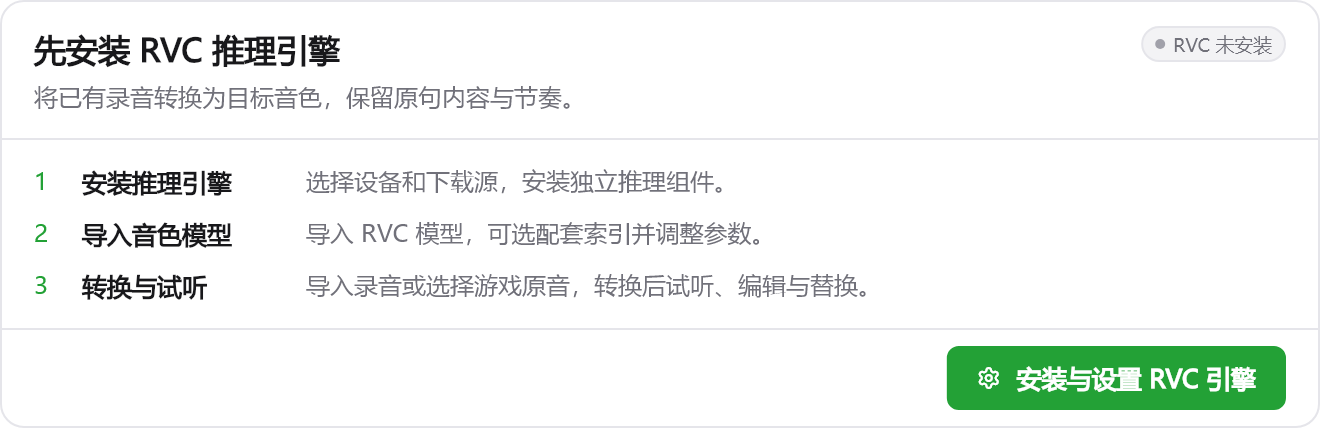 先安装 RVC 推理引擎
RVC 未安装
将已有录音转换为目标音色，保留原句内容与节奏。
1 安装推理引擎 选择设备和下载源，安装独立推理组件。
2 导入音色模型 导入 RVC 模型，可选配套索引并调整参数。
3 转换与试听 导入录音或选择游戏原音，转换后试听、编辑与替换。
安装与设置 RVC 引擎